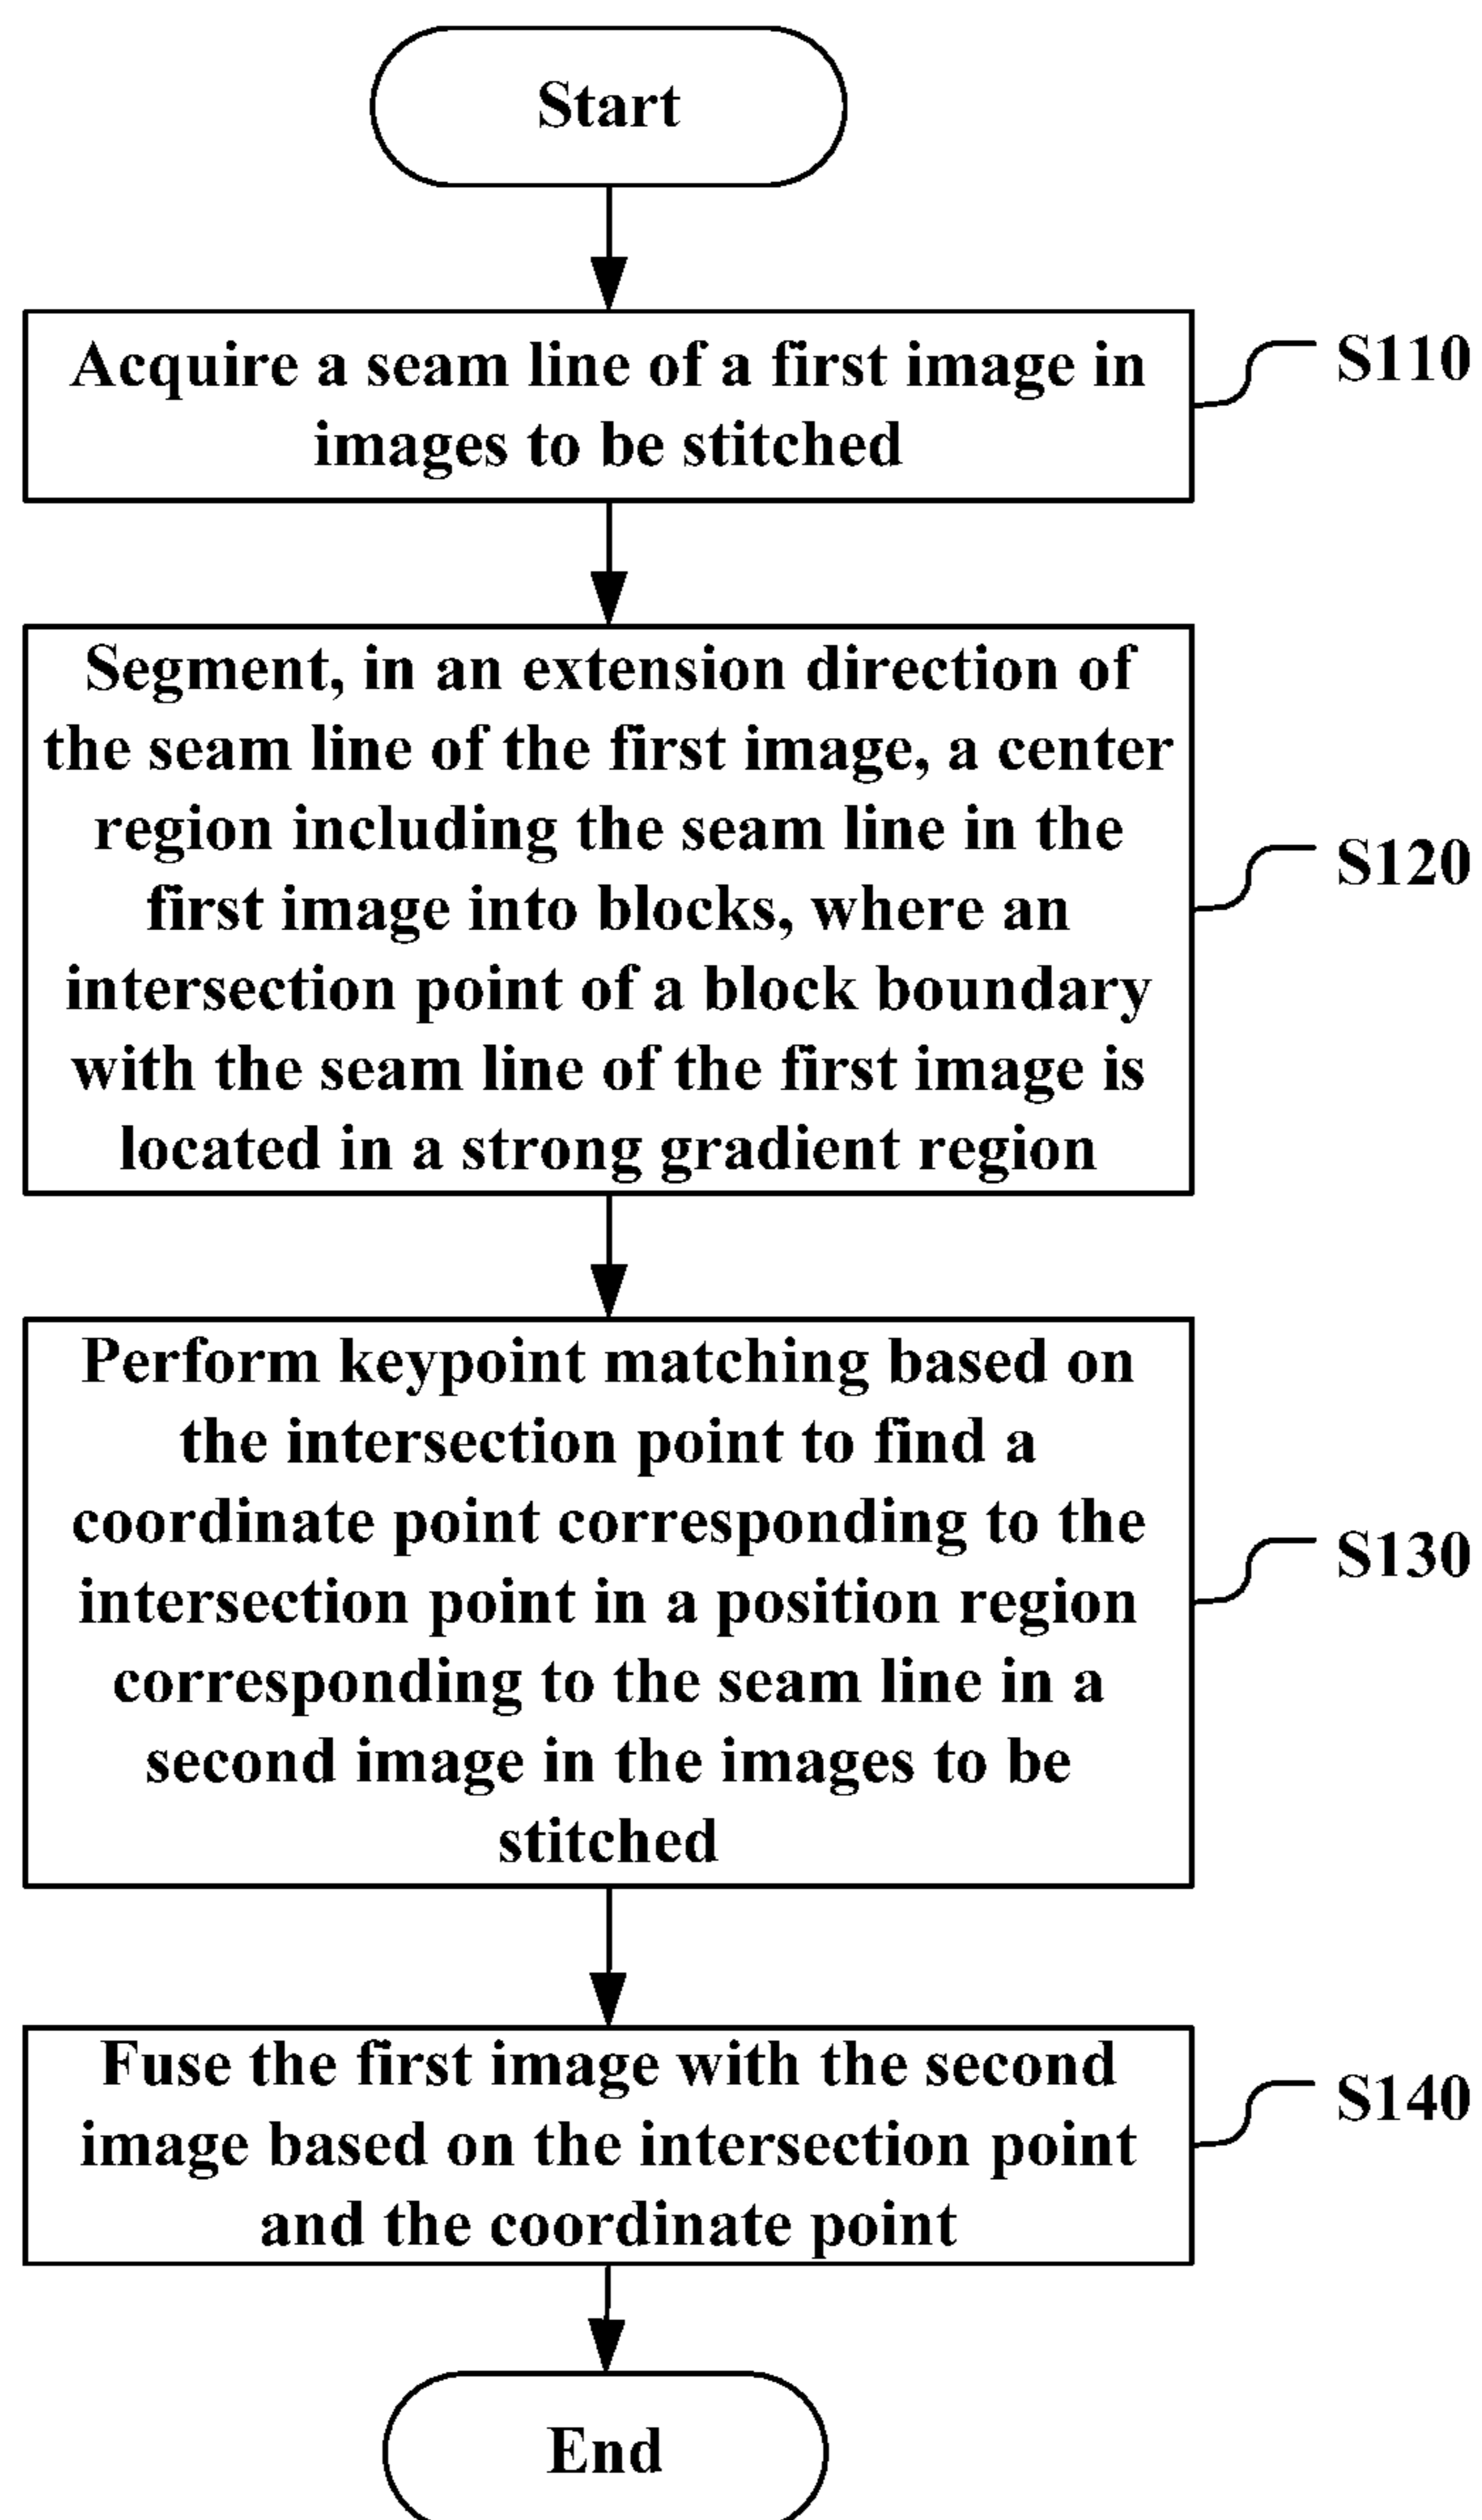 Start
Acquire a seam line of a first image in
images to be stitched
S110
Segment, in an extension direction of
the seam line of the first image, a center
region including the seam line in the
first image into blocks, where an
intersection point of a block boundary
with the seam line of the first image is
located in a strong gradient region
S120
Perform keypoint matching based on
the intersection point to find a
coordinate point corresponding to the
intersection point in a position region
corresponding to the seam line in a
second image in the images to be
stitched
S130
Fuse the first image with the second
image based on the intersection point
and the coordinate point
S140
End